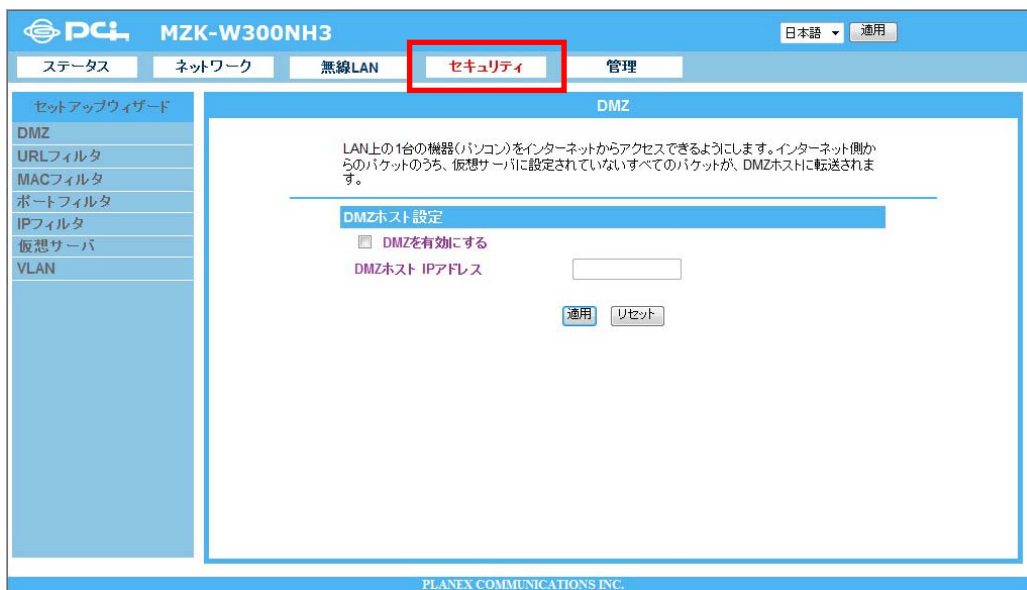 PCi MZK-W300NH3 日本語 適用
ステータス ネットワーク 無線LAN セキュリティ 管理
セットアップウィザード
DMZ
URLフィルタ
MACフィルタ
ポートフィルタ
IPフィルタ
仮想サーバ
VLAN
DMZ
LAN上の1台の機器(パソコン)をインターネットからアクセスできるようにします。インターネット側か
らのパケットのうち、仮想サーバに設定されていないすべてのパケットが、DMZホストに転送されま
す。
DMZホスト設定
DMZを有効にする
DMZホスト IPアドレス
適用 リセット
PLANEX COMMUNICATIONS INC.